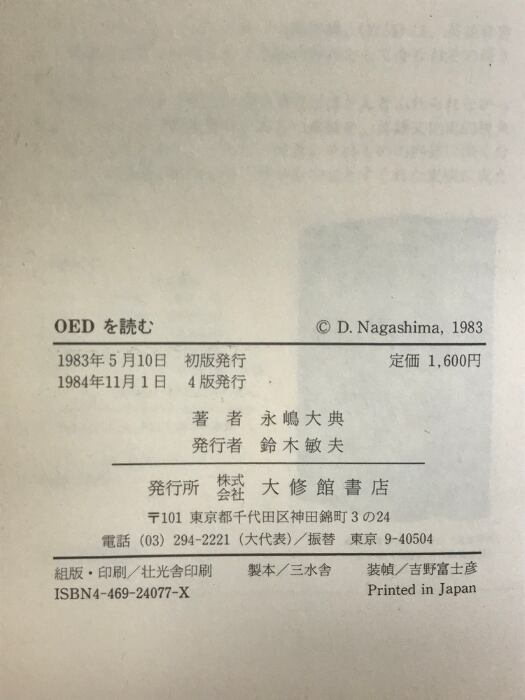 OED を読む © D. Nagashima, 1983
1983年5月10日 初版発行 定価 1,600円
1984年11月1日 4版発行
著者 永嶋大典
発行者 鈴木敏夫
発行所 株式会社 大修館書店
〒101 東京都千代田区神田錦町3の24
電話 (03) 294-2221 (大代表)/振替 東京 9-40504
組版・印刷/壮光舎印刷 製本/三水舎 装幀/吉野富士彦
ISBN4-469-24077-X Printed in Japan